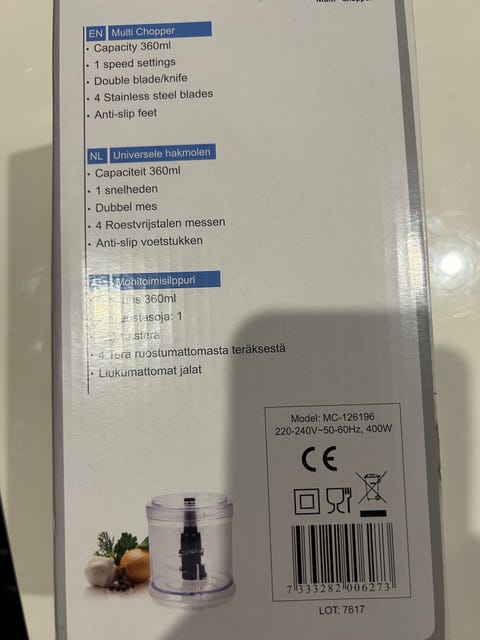 EN Multi Chopper
• Capacity 360ml
• 1 speed settings
• Double blade/knife
• 4 Stainless steel blades
• Anti-slip feet
NL Universele hakmolen
• Capaciteit 360ml
• 1 snelheden
• Dubbel mes
• 4 Roestvrijstalen messen
• Anti-slip voetstukken
Monitoimisilppuri
360ml
: 1
• 4 Terä ruostumattomasta teräksestä
• Liukumattomat jalat
Model: MC-126196
220-240V~50-60Hz, 400W
CE
7 333282 006273
LOT: 7617